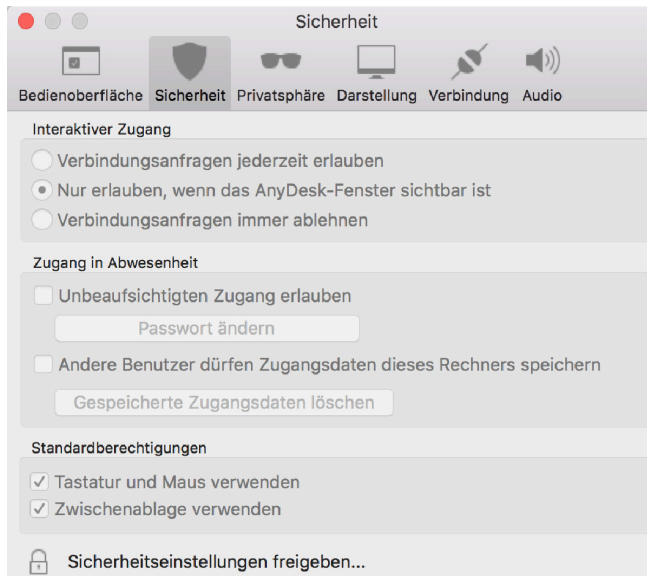 Sicherheit
Bedienoberfläche Sicherheit Privatsphäre Darstellung Verbindung Audio
Interaktiver Zugang
Verbindungsanfragen jederzeit erlauben
Nur erlauben, wenn das AnyDesk-Fenster sichtbar ist
Verbindungsanfragen immer ablehnen
Zugang in Abwesenheit
Unbeaufsichtigten Zugang erlauben
Passwort ändern
Andere Benutzer dürfen Zugangsdaten dieses Rechners speichern
Gespeicherte Zugangsdaten löschen
Standardberechtigungen
Tastatur und Maus verwenden
Zwischenablage verwenden
Sicherheitseinstellungen freigeben...